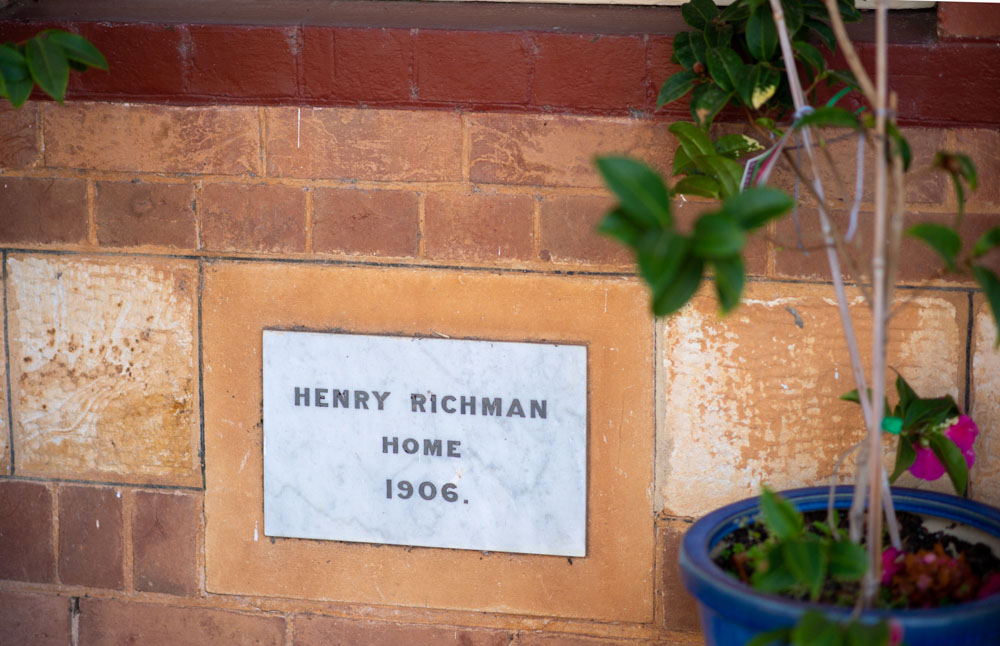 HENRY RICHMAN
HOME
1906.